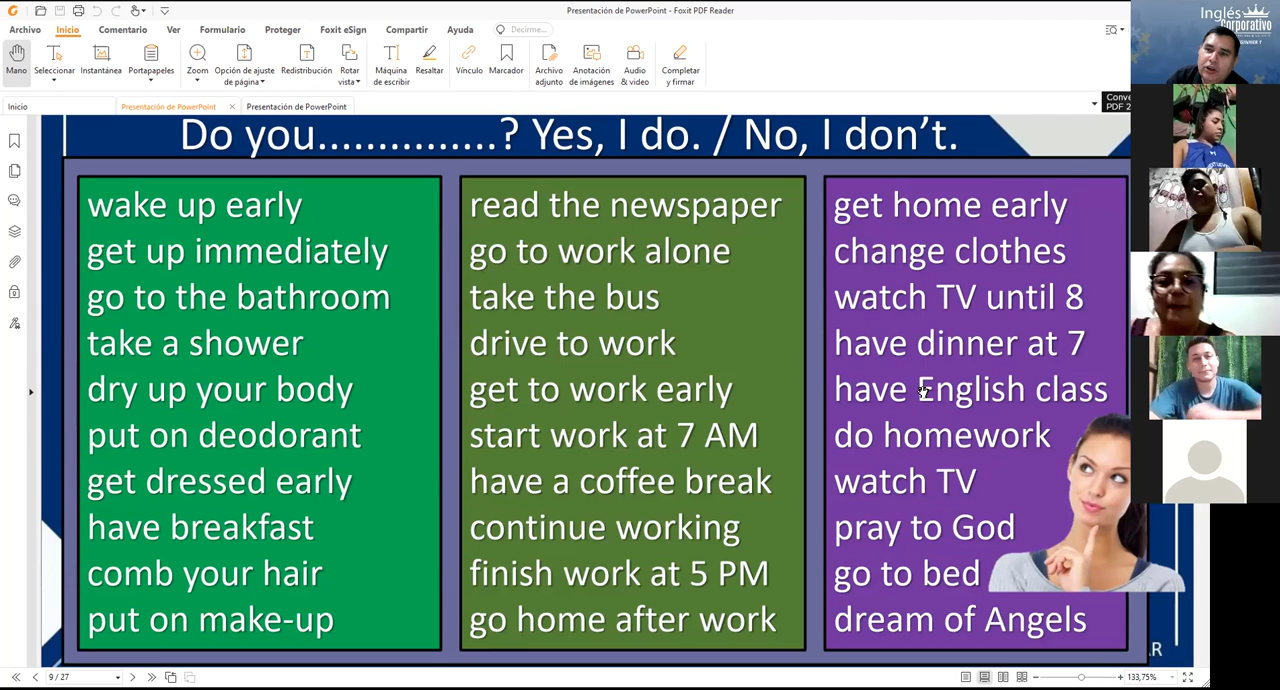 Presentación de PowerPoint - Foxit PDF Reader
Archivo Inicio Comentario Ver Formulario Proteger Foxit eSign Compartir Ayuda Decirme...
Mano Seleccionar Instantánea Portapapeles Zoom Opción de ajuste de página Redistribución Rotar vista Máquina de escribir Resaltar Vínculo Marcador Archivo adjunto Anotación de imágenes Audio & video Completar y firmar
Inicio Presentación de PowerPoint Presentación de PowerPoint
Conve
PDF 2
Do you...............? Yes, I do. / No, I don't.
wake up early
get up immediately
go to the bathroom
take a shower
dry up your body
put on deodorant
get dressed early
have breakfast
comb your hair
put on make-up
read the newspaper
go to work alone
take the bus
drive to work
get to work early
start work at 7 AM
have a coffee break
continue working
finish work at 5 PM
go home after work
get home early
change clothes
watch TV until 8
have dinner at 7
have English class
do homework
watch TV
pray to God
go to bed
dream of Angels
AR
9 / 27
133,75%
Inglés
Corporativo